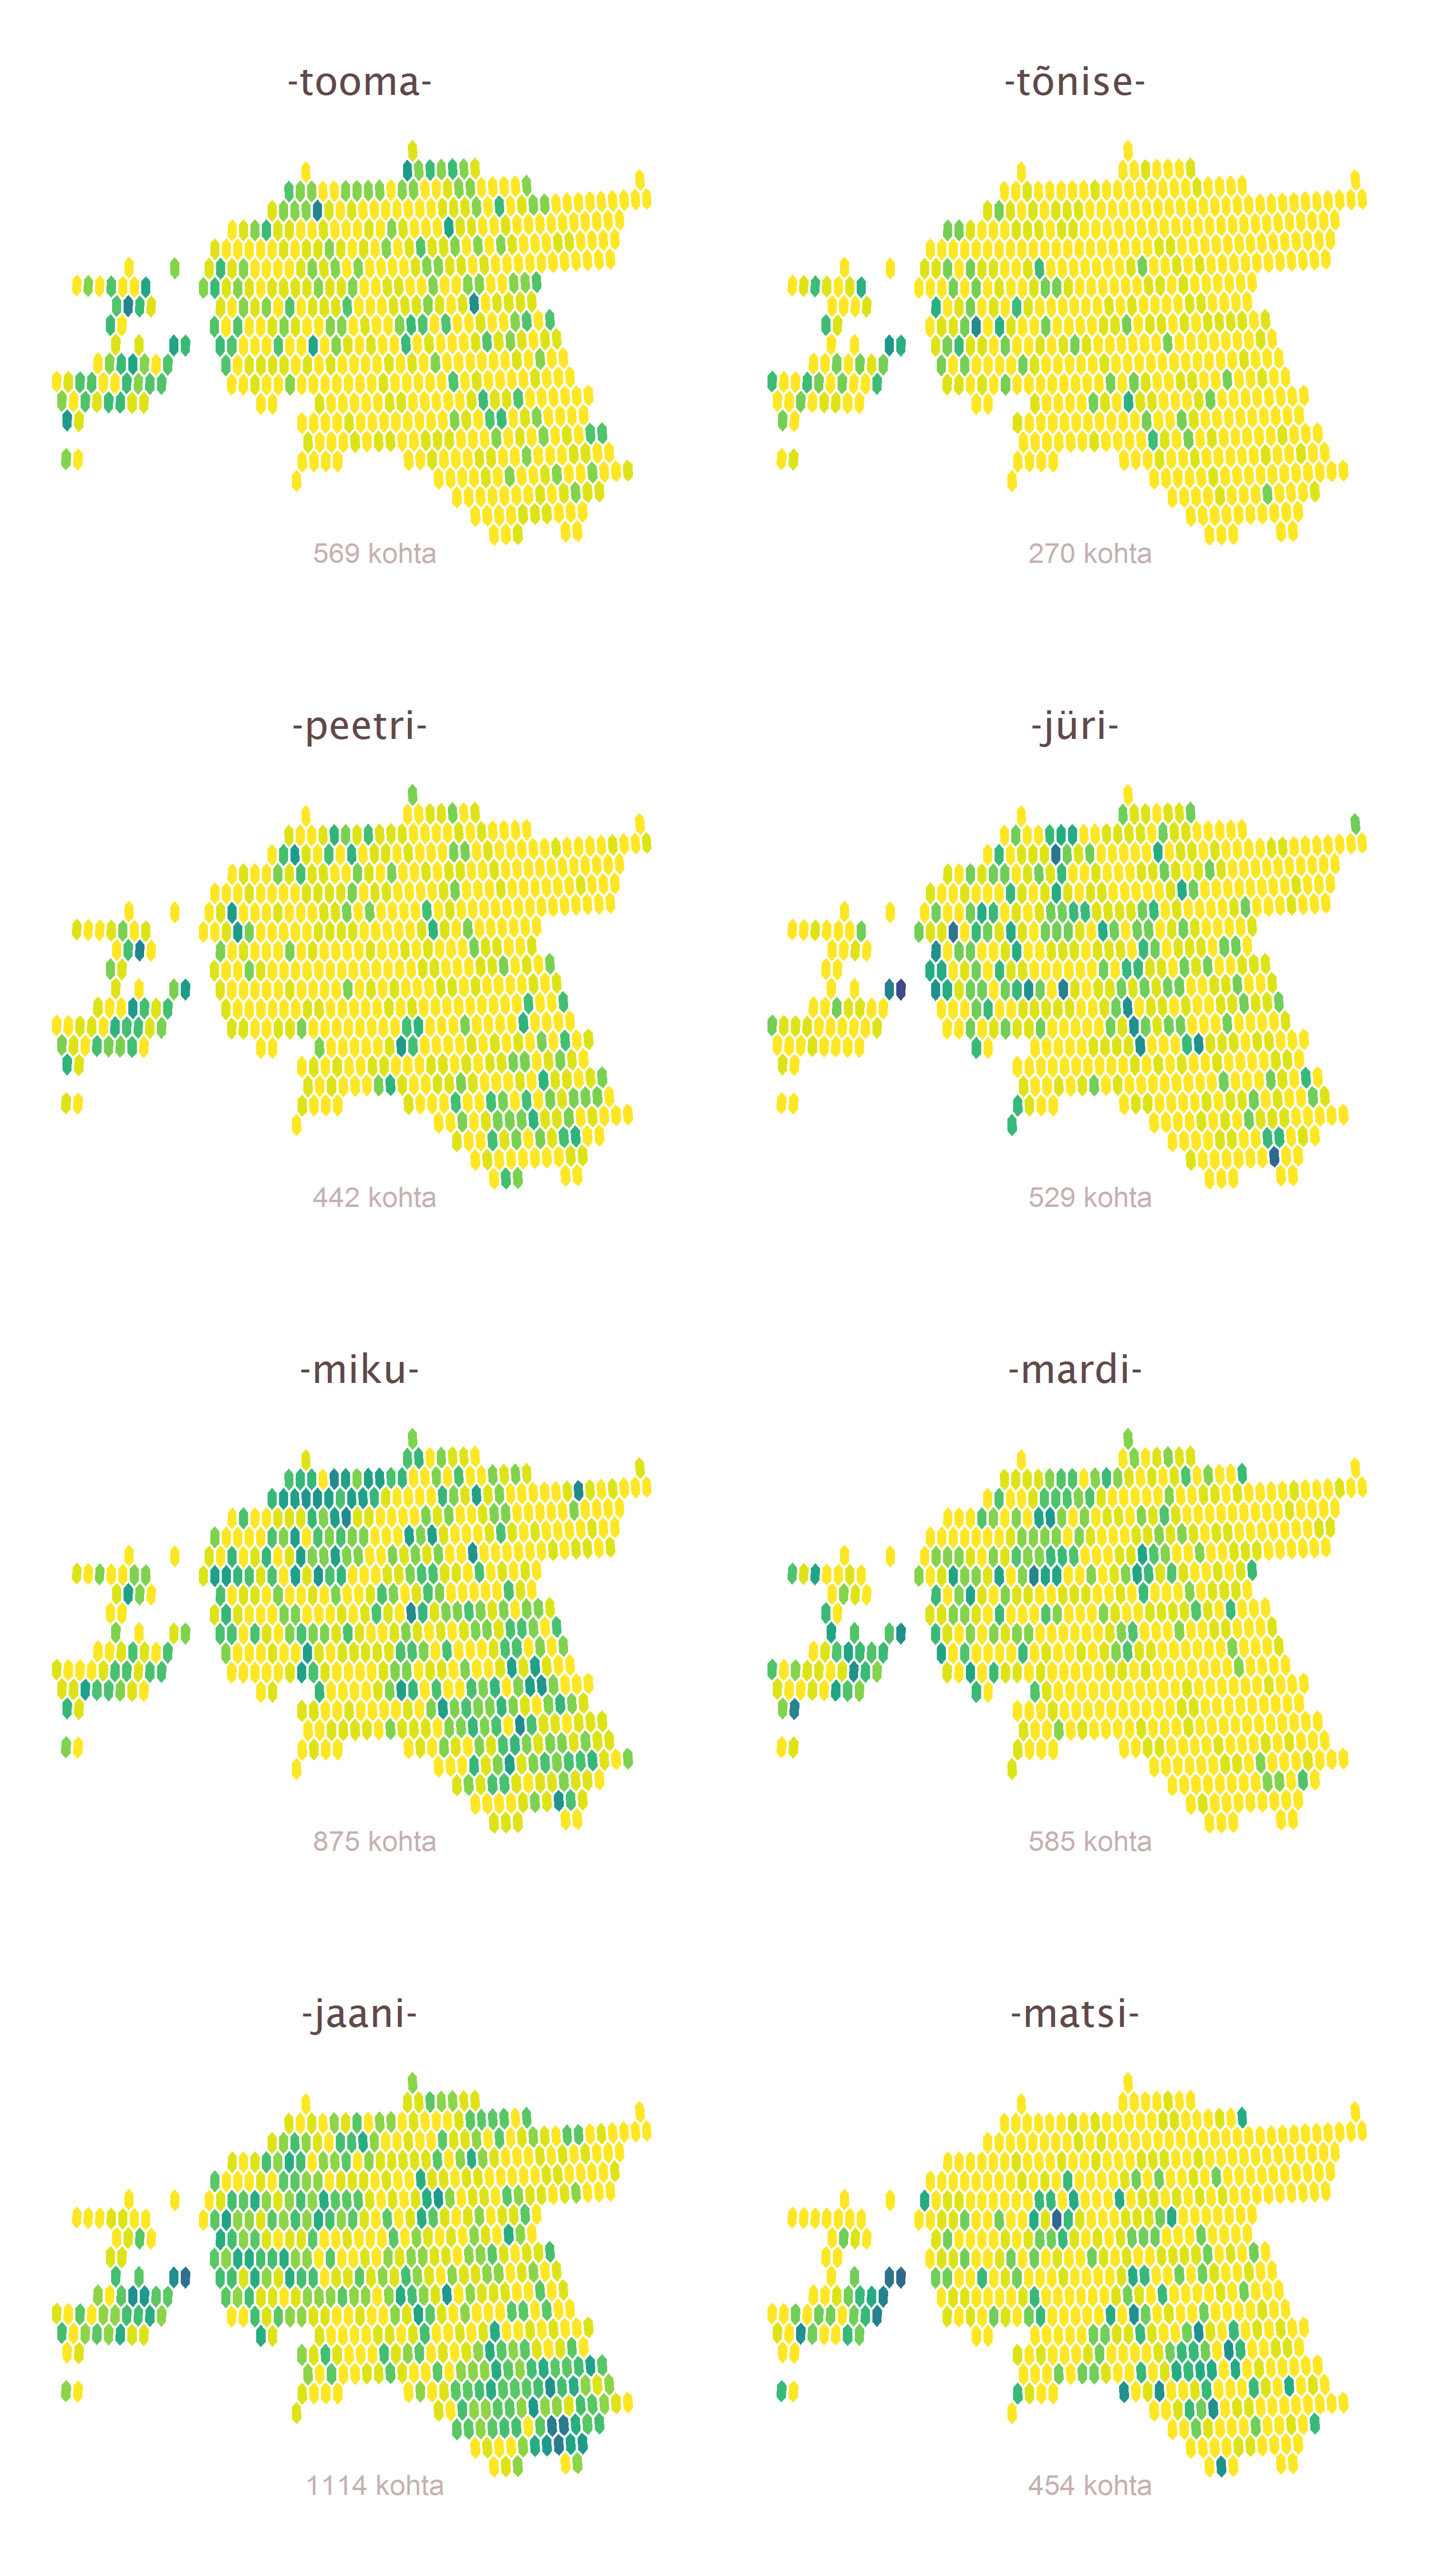 -tooma-
-tõnise-
569 kohta
270 kohta
-peetri-
-jüri-
442 kohta
529 kohta
-miku-
-mardi-
875 kohta
585 kohta
-jaani-
-matsi-
1114 kohta
454 kohta